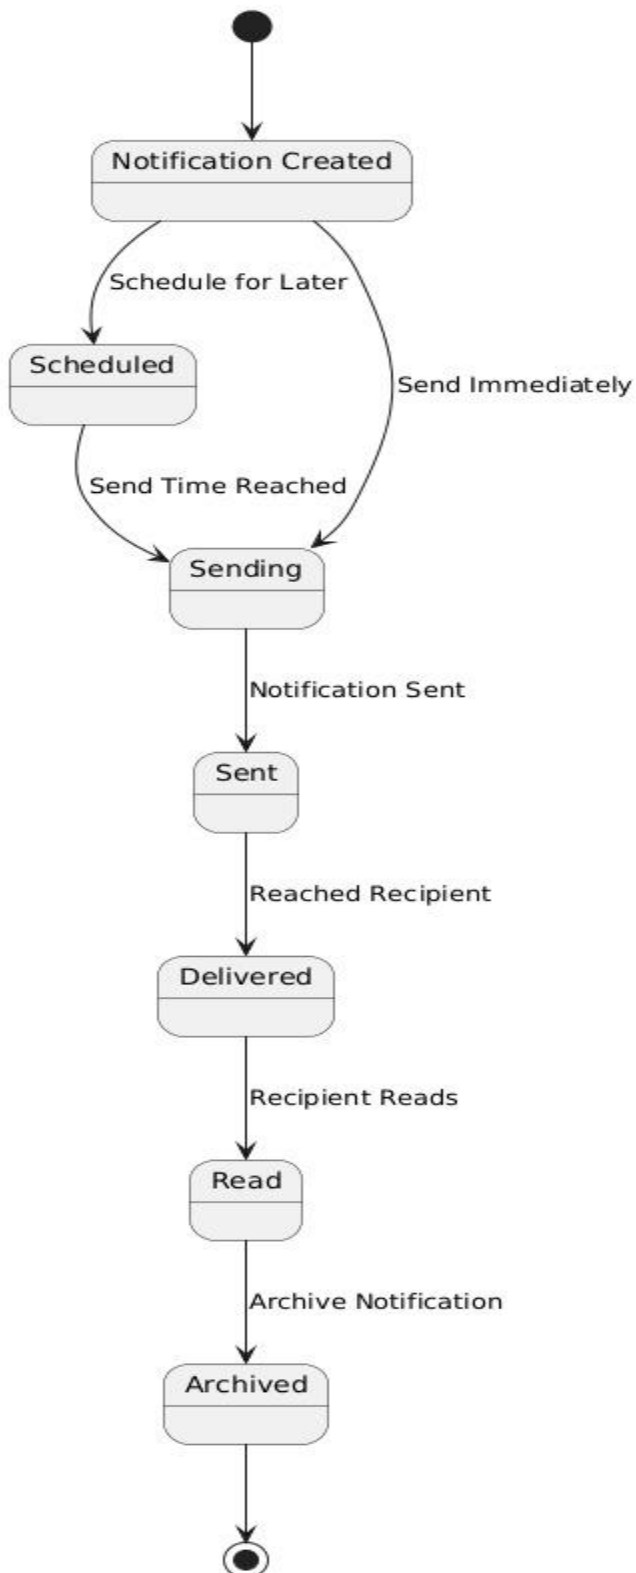 Notification Created
Schedule for Later
Scheduled
Send Immediately
Send Time Reached
Sending
Notification Sent
Sent
Reached Recipient
Delivered
Recipient Reads
Read
Archive Notification
Archived